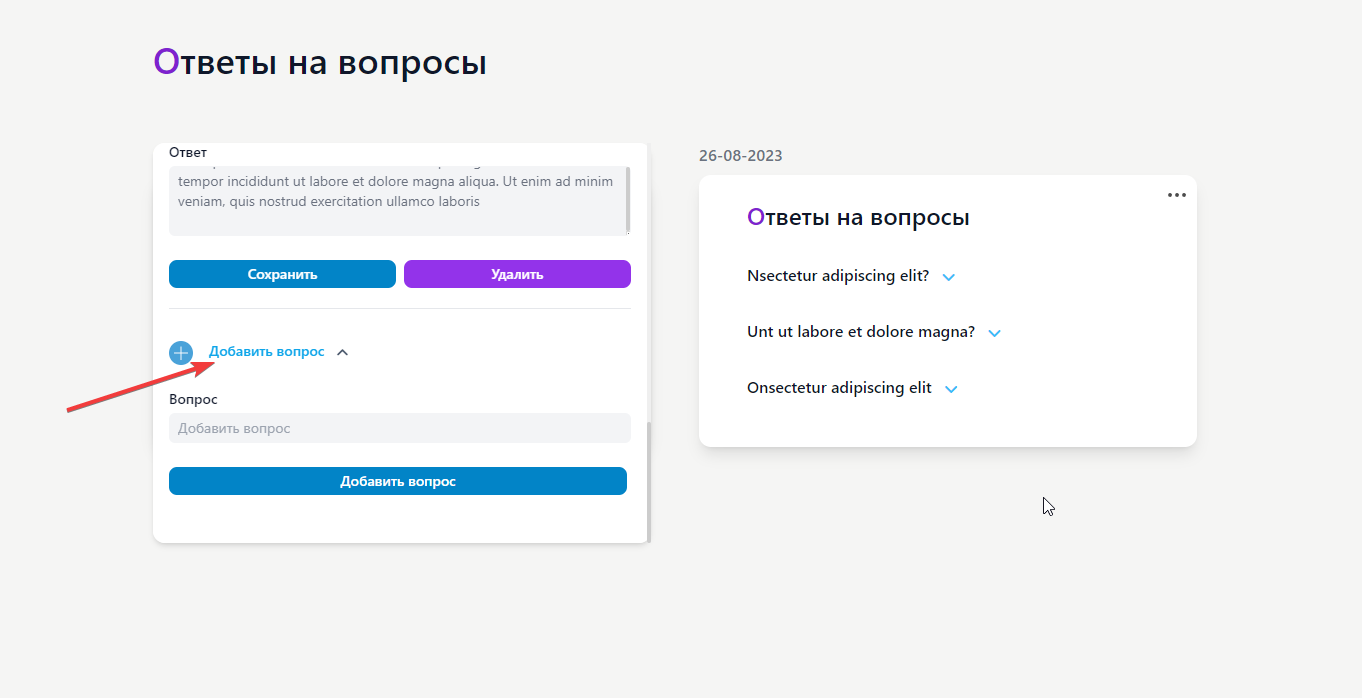 Ответы на вопросы
Ответ
tempor incididunt ut labore et dolore magna aliqua. Ut enim ad minim
veniam, quis nostrud exercitation ullamco laboris
Сохранить
Удалить
Добавить вопрос
Вопрос
Добавить вопрос
Добавить вопрос
26-08-2023
Ответы на вопросы
Nsectetur adipiscing elit?
Unt ut labore et dolore magna?
Onsectetur adipiscing elit